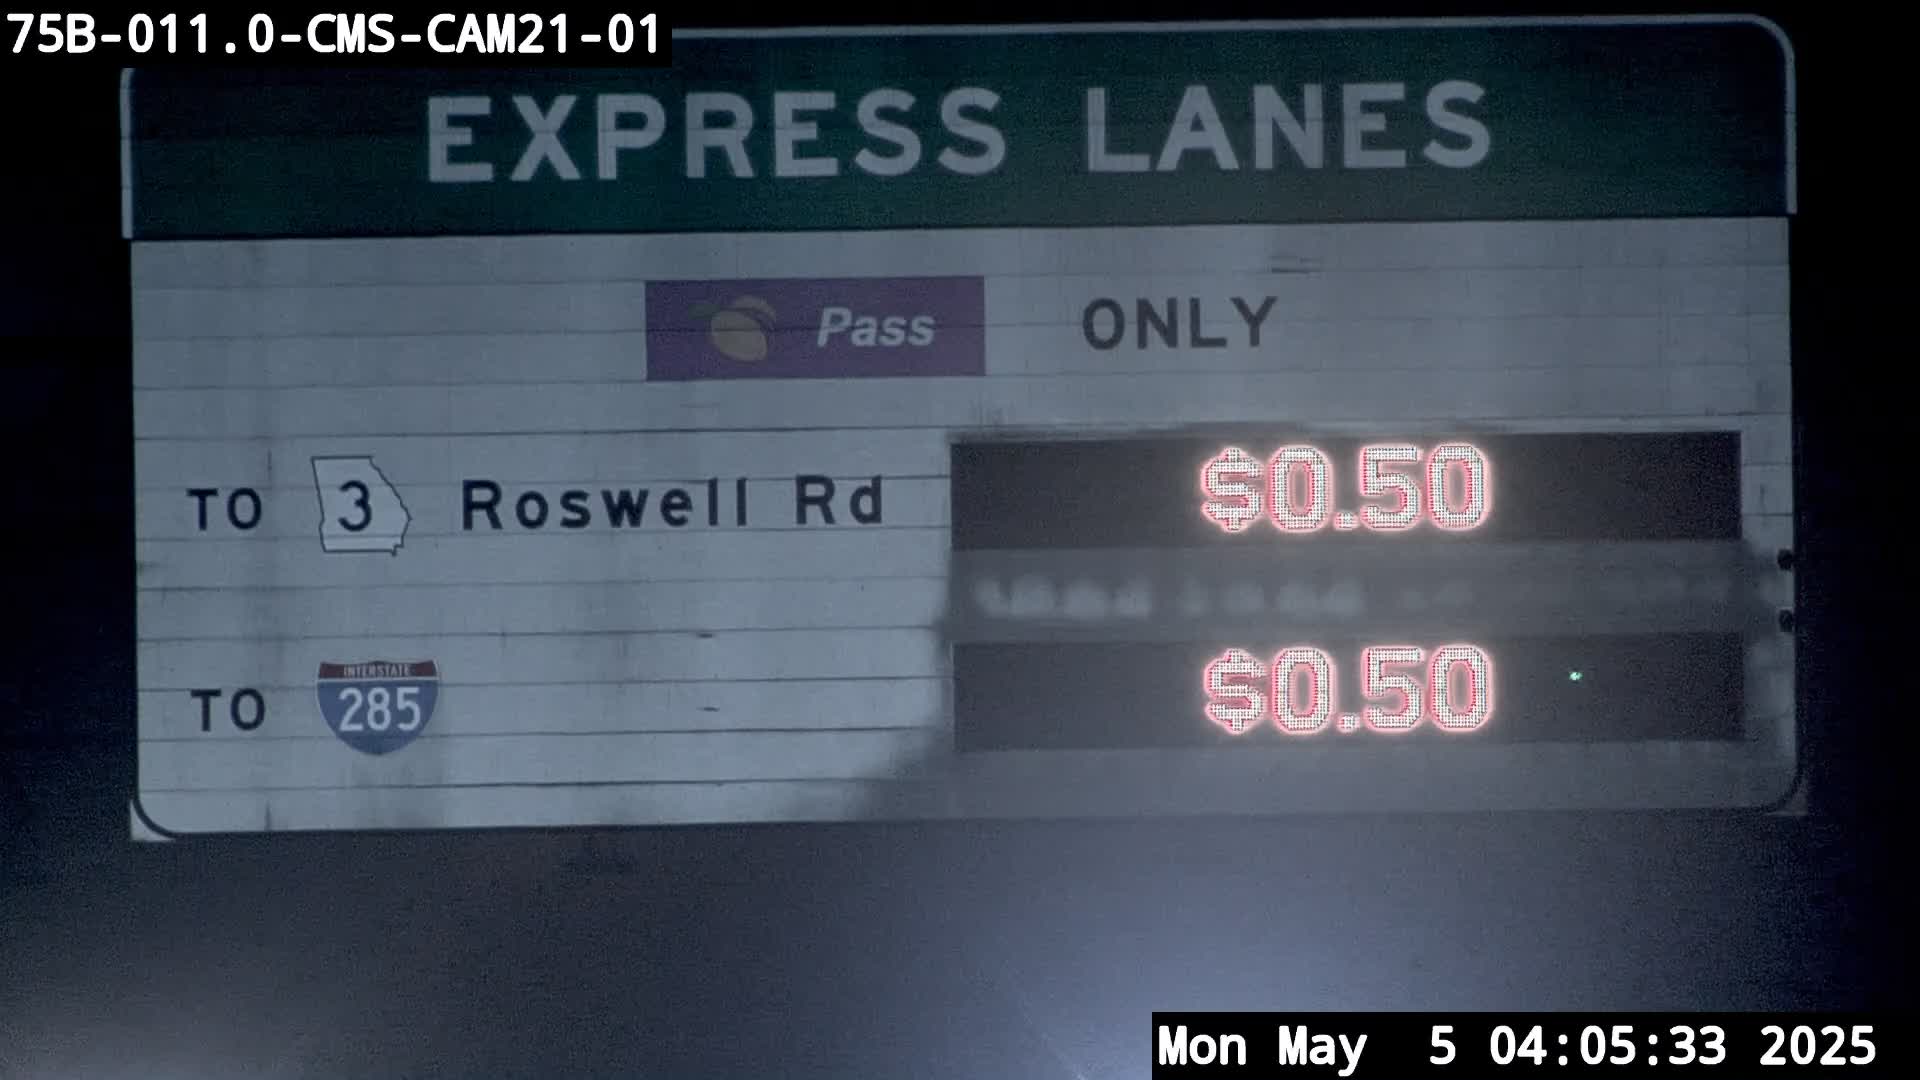 75B-011.0-CMS-CAM21-01
EXPRESS LANES
Pass ONLY
TO 3 Roswell Rd $0.50
INTERSTATE
TO 285 $0.50
Mon May 5 04:05:33 2025